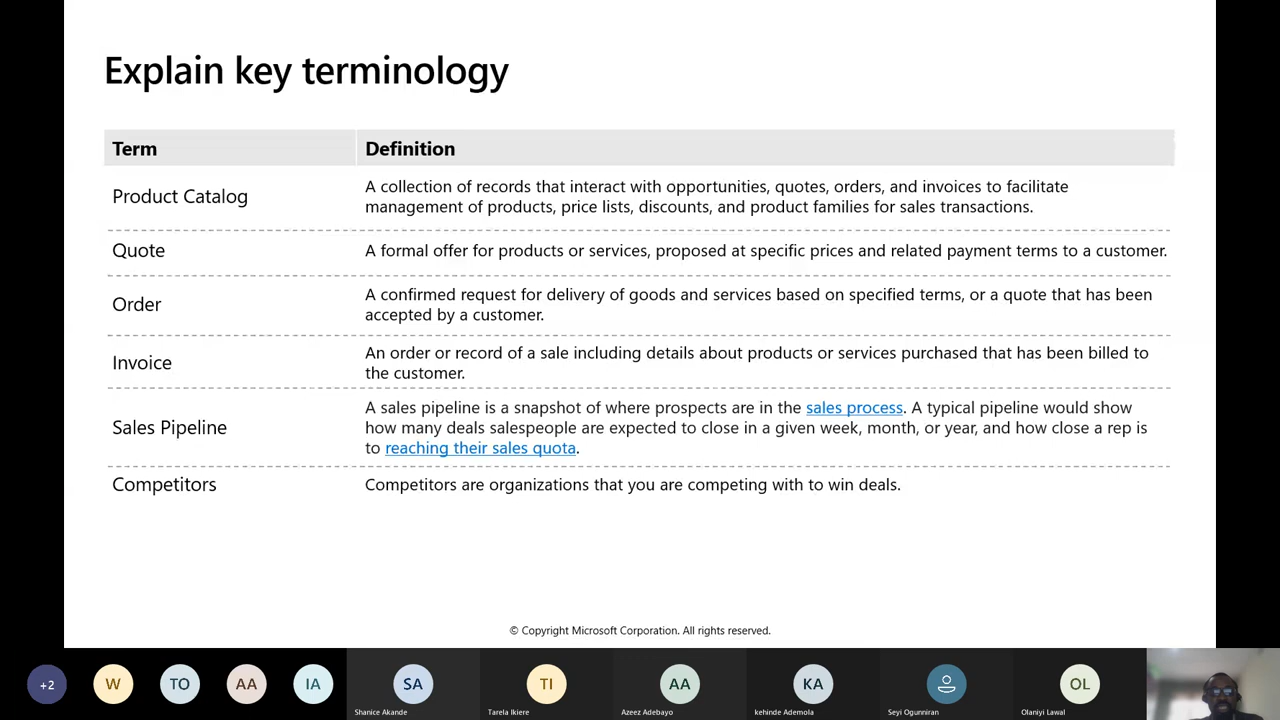 Explain key terminology
Term
Definition
Product Catalog
A collection of records that interact with opportunities, quotes, orders, and invoices to facilitate
management of products, price lists, discounts, and product families for sales transactions.
Quote
A formal offer for products or services, proposed at specific prices and related payment terms to a customer.
Order
A confirmed request for delivery of goods and services based on specified terms, or a quote that has been
accepted by a customer.
Invoice
An order or record of a sale including details about products or services purchased that has been billed to
the customer.
Sales Pipeline
A sales pipeline is a snapshot of where prospects are in the sales process. A typical pipeline would show
how many deals salespeople are expected to close in a given week, month, or year, and how close a rep is
to reaching their sales quota.
Competitors
Competitors are organizations that you are competing with to win deals.
© Copyright Microsoft Corporation. All rights reserved.
+2
W
TO
AA
IA
SA
TI
AA
KA
OL
Shanice Akande
Tarela Ikiere
Azeez Adebayo
kehinde Ademola
Seyi Ogunniran
Olaniyi Lawal